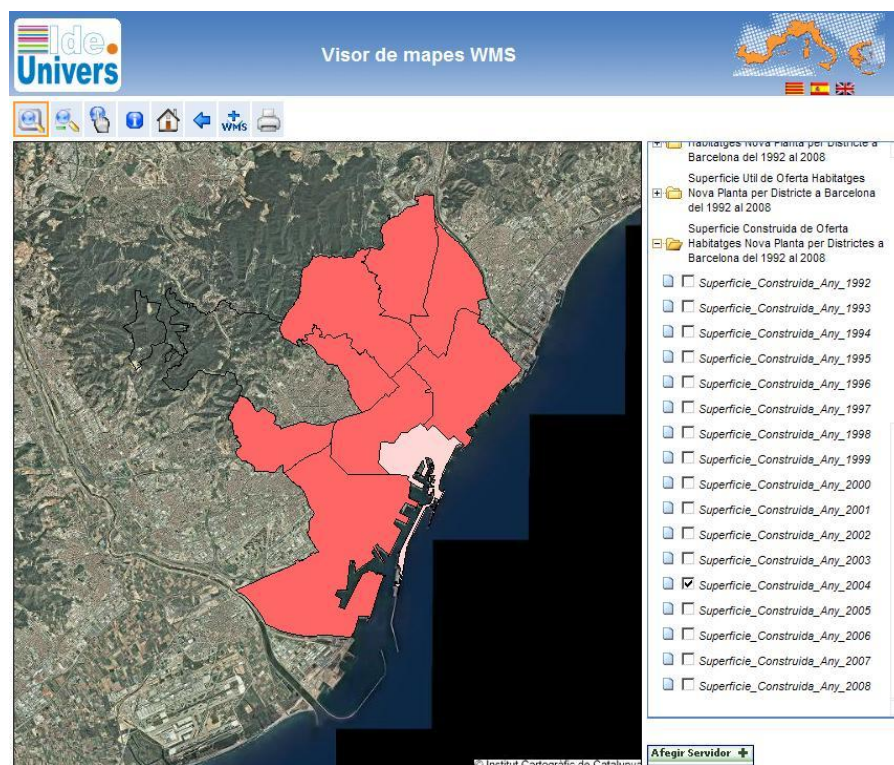 Ide.
Univers
Visor de mapes WMS
WMS
Habitatges Nova Planta per Districte a
Barcelona del 1992 al 2008
Superficie Util de Oferta Habitatges
Nova Planta per Districte a Barcelona
del 1992 al 2008
Superficie Construida de Oferta
Habitatges Nova Planta per Districtes a
Barcelona del 1992 al 2008
Superficie_Construida_Any_1992
Superficie_Construida_Any_1993
Superficie_Construida_Any_1994
Superficie_Construida_Any_1995
Superficie_Construida_Any_1996
Superficie_Construida_Any_1997
Superficie_Construida_Any_1998
Superficie_Construida_Any_1999
Superficie_Construida_Any_2000
Superficie_Construida_Any_2001
Superficie_Construida_Any_2002
Superficie_Construida_Any_2003
Superficie_Construida_Any_2004
Superficie_Construida_Any_2005
Superficie_Construida_Any_2006
Superficie_Construida_Any_2007
Superficie_Construida_Any_2008
© Institut Cartogràfic de Catalunya
Afegir Servidor +